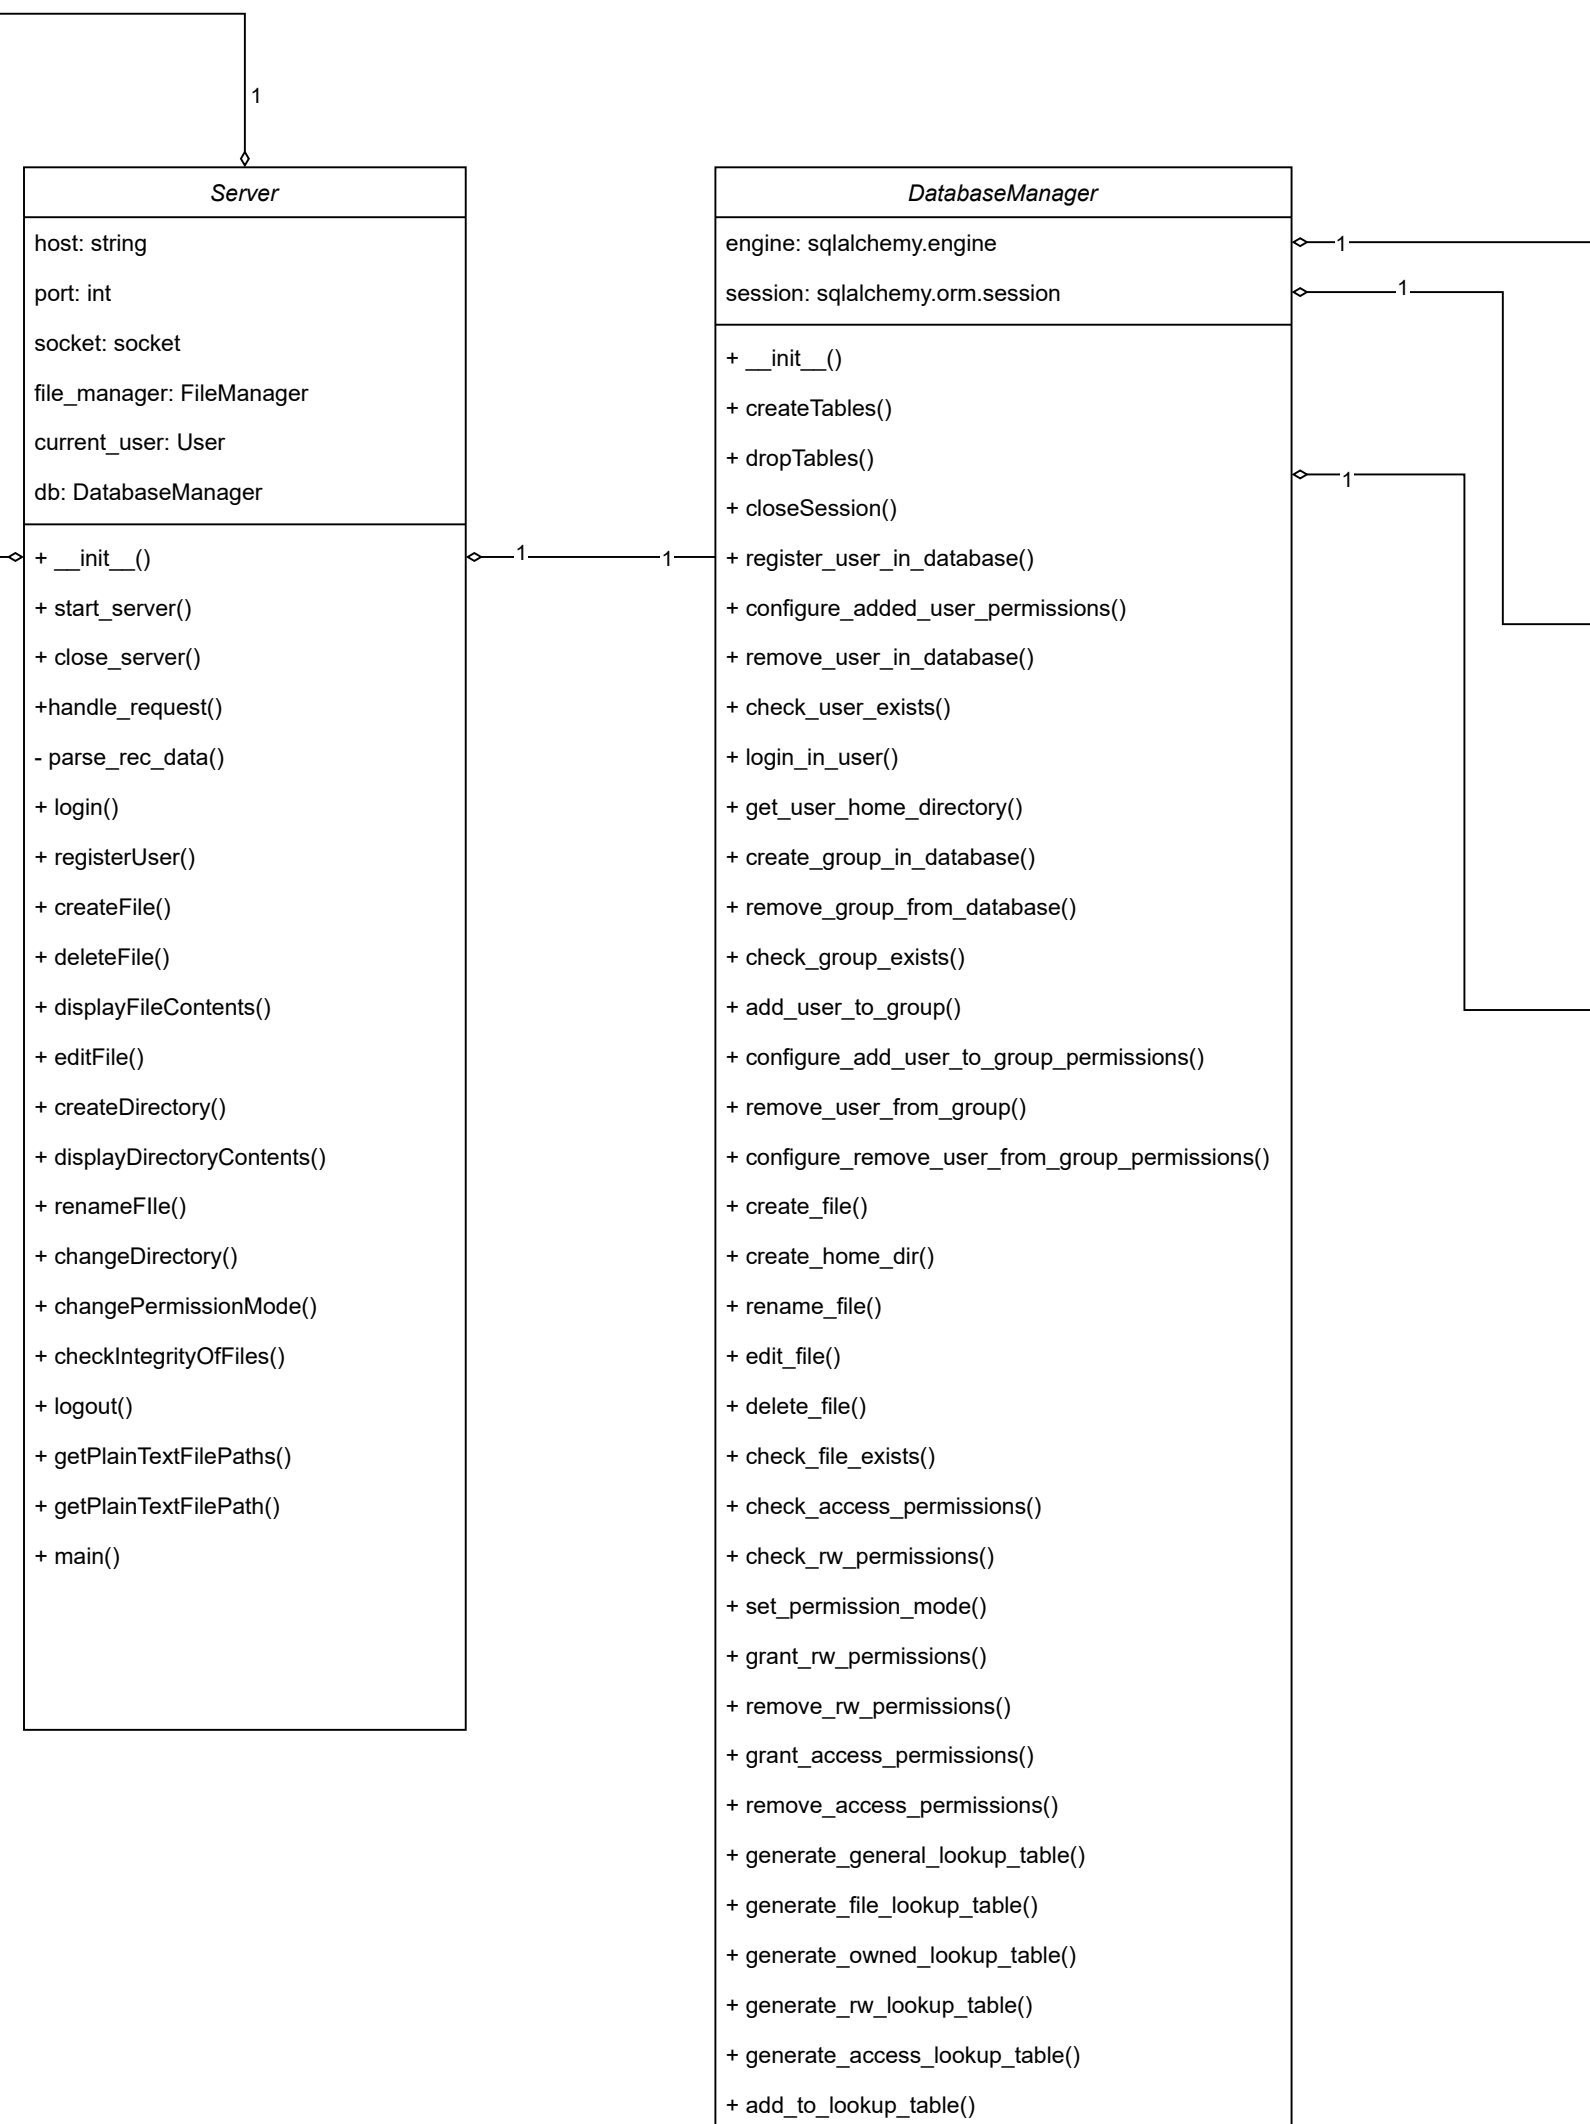 1
Server
host: string
port: int
socket: socket
file_manager: FileManager
current_user: User
db: DatabaseManager
+ __init__()
+ start_server()
+ close_server()
+handle_request()
- parse_rec_data()
+ login()
+ registerUser()
+ createFile()
+ deleteFile()
+ displayFileContents()
+ editFile()
+ createDirectory()
+ displayDirectoryContents()
+ renameFIle()
+ changeDirectory()
+ changePermissionMode()
+ checkIntegrityOfFiles()
+ logout()
+ getPlainTextFilePaths()
+ getPlainTextFilePath()
+ main()
1
1
DatabaseManager
engine: sqlalchemy.engine
session: sqlalchemy.orm.session
+ __init__()
+ createTables()
+ dropTables()
+ closeSession()
+ register_user_in_database()
+ configure_added_user_permissions()
+ remove_user_in_database()
+ check_user_exists()
+ login_in_user()
+ get_user_home_directory()
+ create_group_in_database()
+ remove_group_from_database()
+ check_group_exists()
+ add_user_to_group()
+ configure_add_user_to_group_permissions()
+ remove_user_from_group()
+ configure_remove_user_from_group_permissions()
+ create_file()
+ create_home_dir()
+ rename_file()
+ edit_file()
+ delete_file()
+ check_file_exists()
+ check_access_permissions()
+ check_rw_permissions()
+ set_permission_mode()
+ grant_rw_permissions()
+ remove_rw_permissions()
+ grant_access_permissions()
+ remove_access_permissions()
+ generate_general_lookup_table()
+ generate_file_lookup_table()
+ generate_owned_lookup_table()
+ generate_rw_lookup_table()
+ generate_access_lookup_table()
+ add_to_lookup_table()
1
1
1